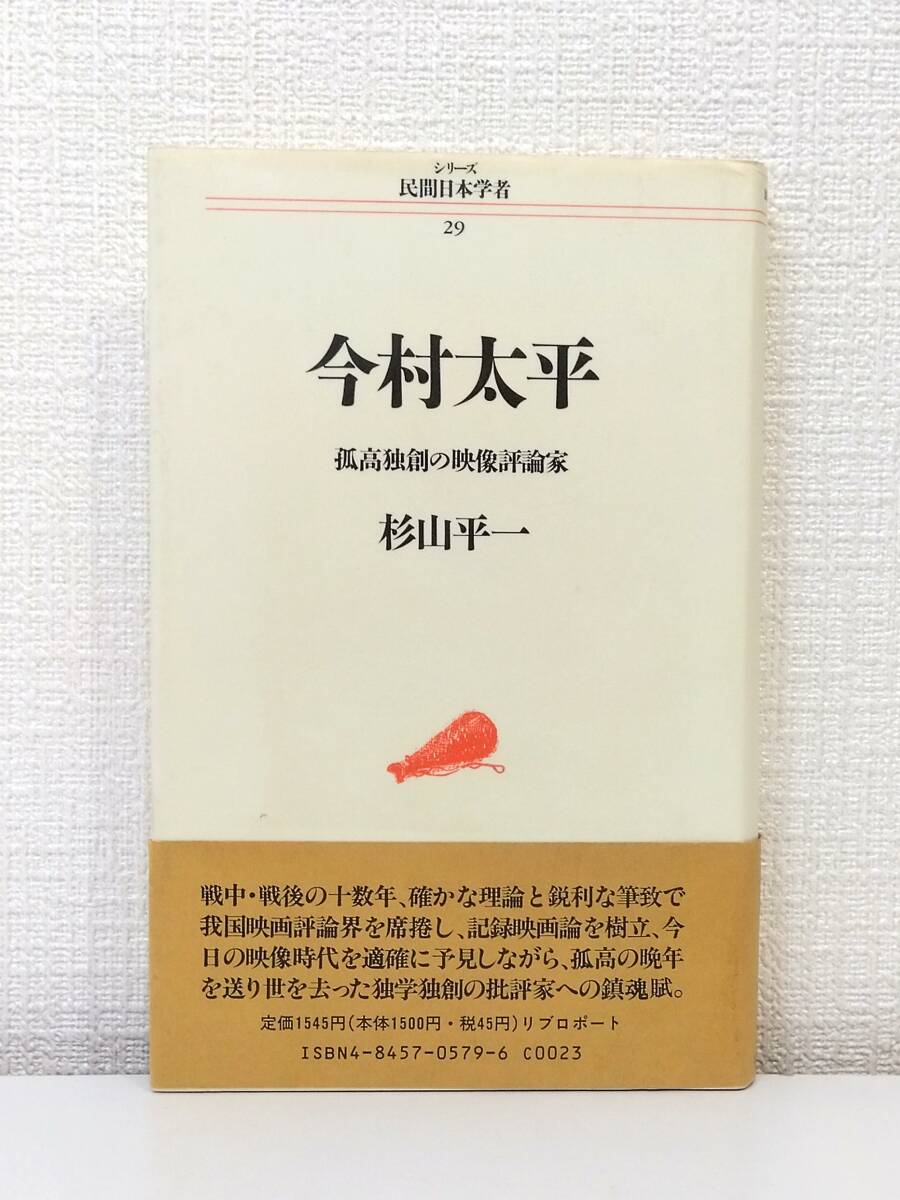 シリーズ
民間日本学者
29
今村太平
孤高独創の映像評論家
杉山平一
戦中・戦後の十数年、確かな理論と鋭利な筆致で
我国映画評論界を席捲し、記録映画論を樹立、今
日の映像時代を適確に予見しながら、孤高の晩年
を送り世を去った独学独創の批評家への鎮魂賦。
定価1545円(本体1500円・税45円)リブロポート
ISBN4-8457-0579-6 C0023